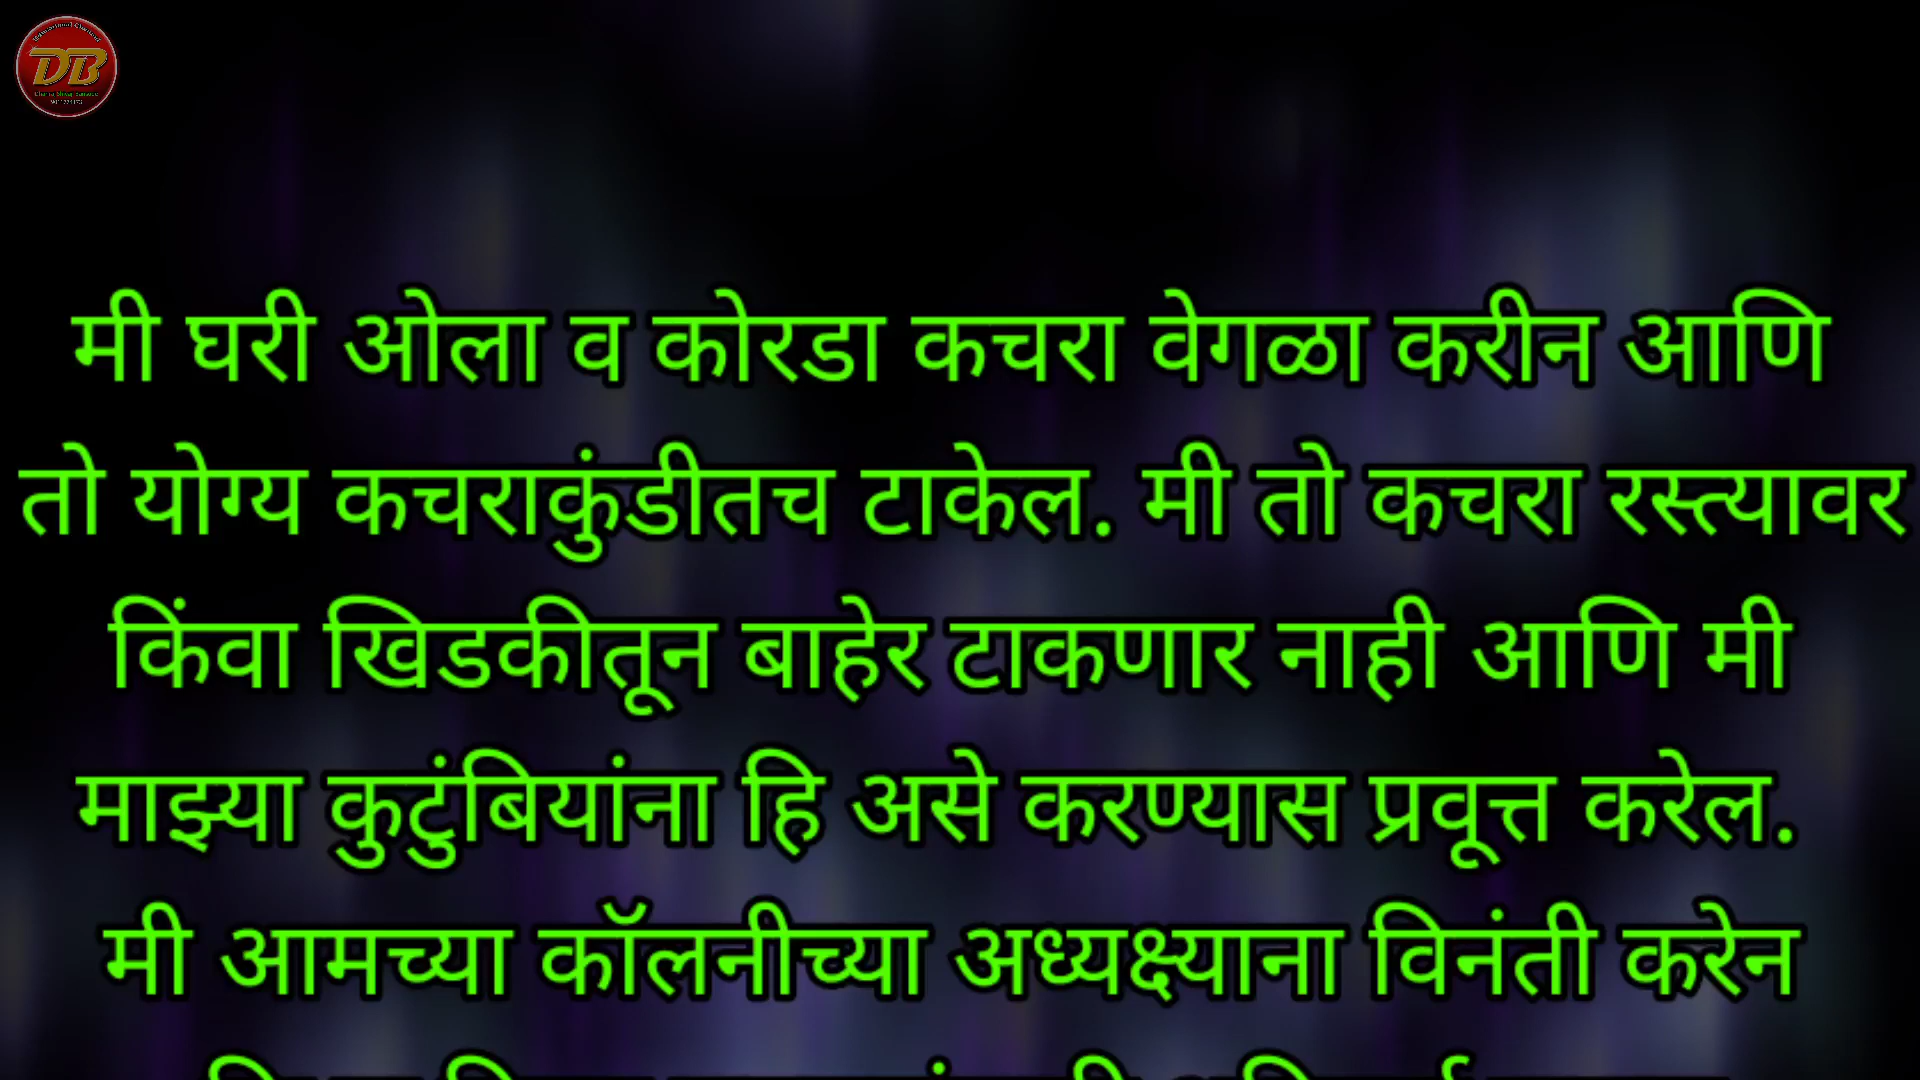 DB
मी घरी ओला व कोरडा कचरा वेगळा करीन आणि
तो योग्य कचराकुंडीतच टाकेल. मी तो कचरा रस्त्यावर
किंवा खिडकीतून बाहेर टाकणार नाही आणि मी
माझ्या कुटुंबियांना हि असे करण्यास प्रवूत्त करेल.
मी आमच्या कॉलनीच्या अध्यक्ष्याना विनंती करेन